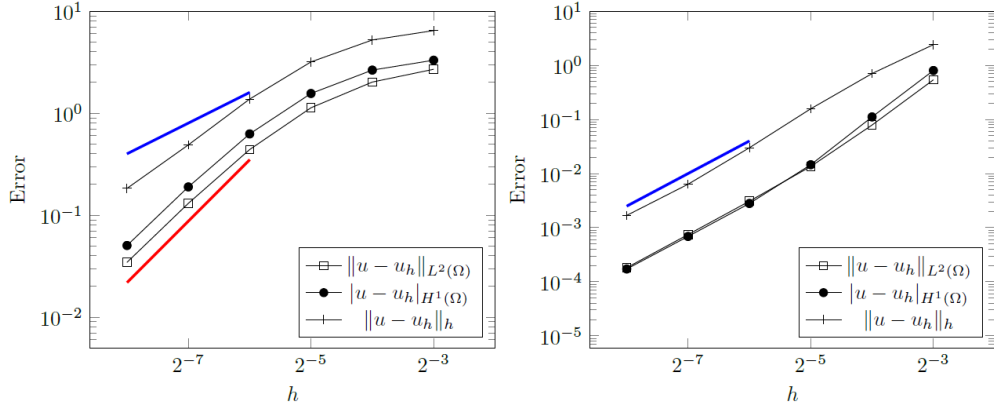 10^1
10^0
10^{-1}
10^{-2}
Error
2^{-7}
2^{-5}
2^{-3}
h
‖u − u_h‖_{L^2(Ω)}
|u − u_h|_{H^1(Ω)}
‖u − u_h‖_h
10^1
10^0
10^{-1}
10^{-2}
10^{-3}
10^{-4}
10^{-5}
Error
2^{-7}
2^{-5}
2^{-3}
h
‖u − u_h‖_{L^2(Ω)}
|u − u_h|_{H^1(Ω)}
‖u − u_h‖_h